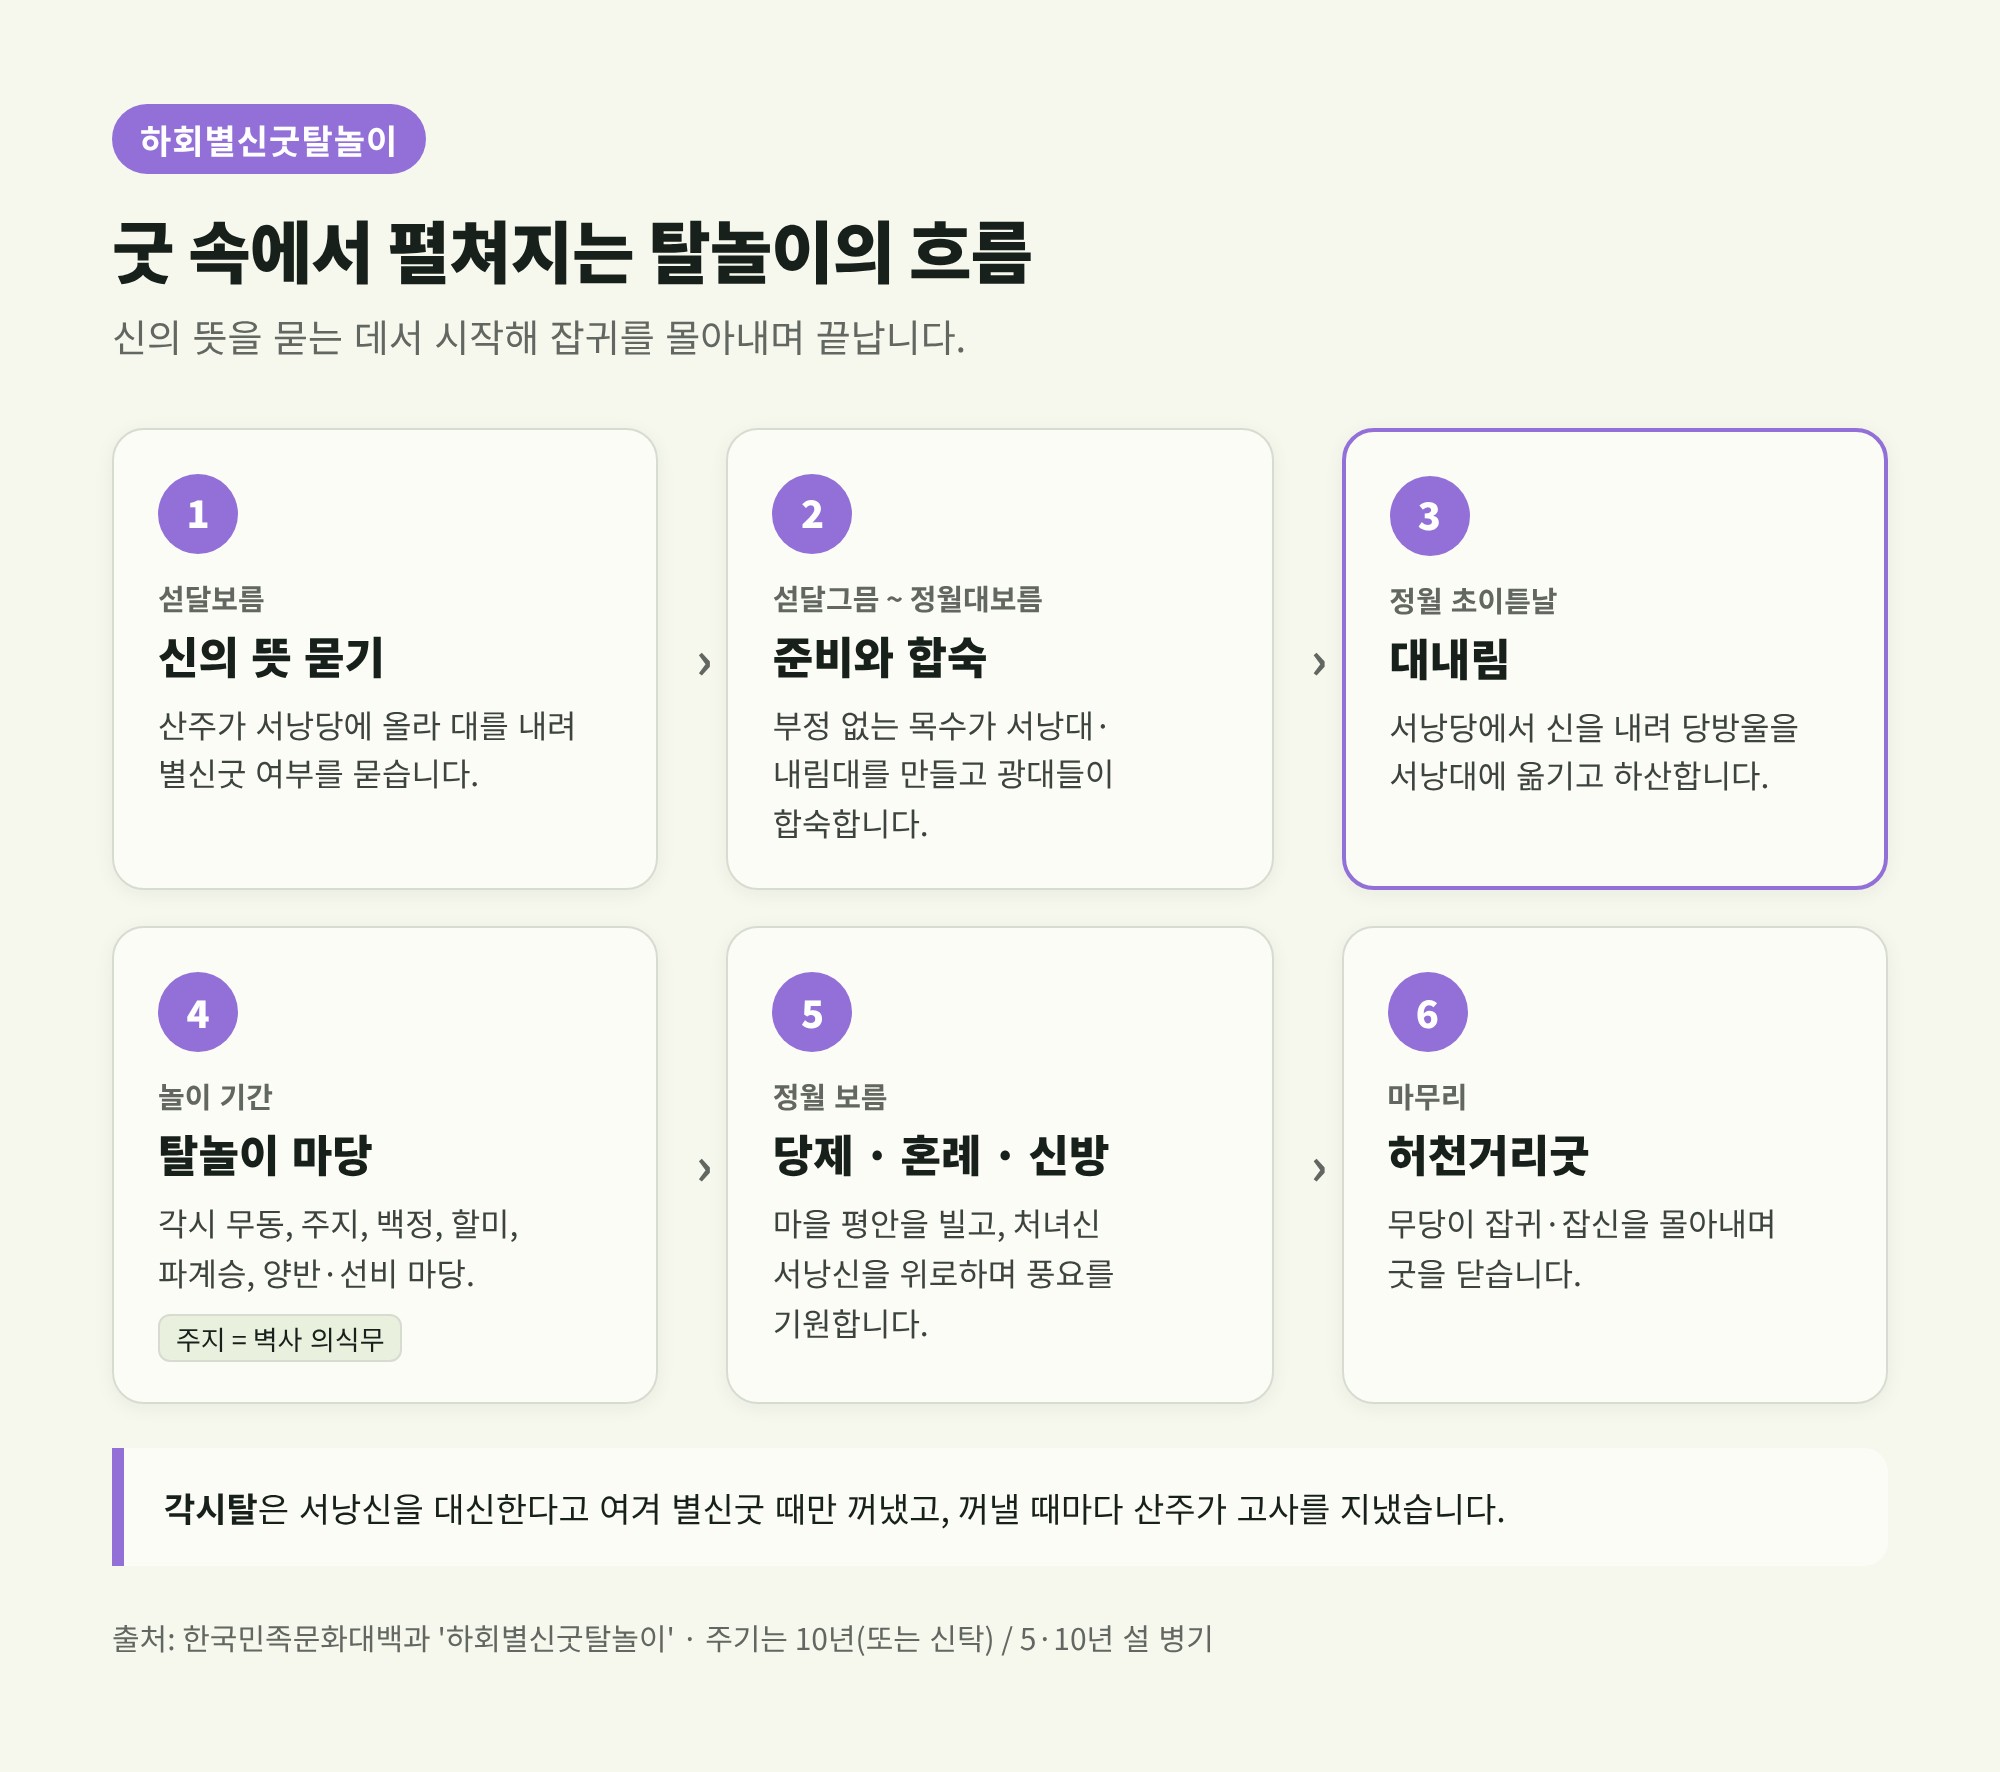 하회별신굿탈놀이
굿 속에서 펼쳐지는 탈놀이의 흐름
신의 뜻을 묻는 데서 시작해 잡귀를 몰아내며 끝납니다.
1
섣달보름
신의 뜻 묻기
산주가 서낭당에 올라 대를 내려
별신굿 여부를 묻습니다.
›
2
섣달그믐 ~ 정월대보름
준비와 합숙
부정 없는 목수가 서낭대·
내림대를 만들고 광대들이
합숙합니다.
›
3
정월 초이튿날
대내림
서낭당에서 신을 내려 당방울을
서낭대에 옮기고 하산합니다.
4
놀이 기간
탈놀이 마당
각시 무동, 주지, 백정, 할미,
파계승, 양반·선비 마당.
주지 = 벽사 의식무
›
5
정월 보름
당제 · 혼례 · 신방
마을 평안을 빌고, 처녀신
서낭신을 위로하며 풍요를
기원합니다.
›
6
마무리
허천거리굿
무당이 잡귀·잡신을 몰아내며
굿을 닫습니다.
각시탈은 서낭신을 대신한다고 여겨 별신굿 때만 꺼냈고, 꺼낼 때마다 산주가 고사를 지냈습니다.
출처: 한국민족문화대백과 '하회별신굿탈놀이' · 주기는 10년(또는 신탁) / 5·10년 설 병기